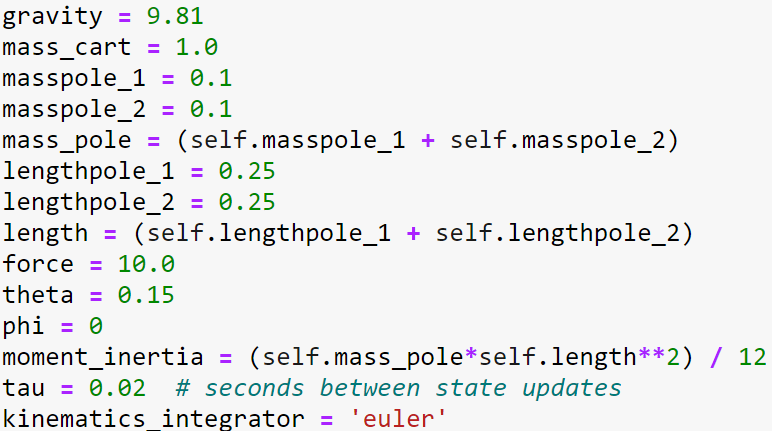 gravity = 9.81
mass_cart = 1.0
masspole_1 = 0.1
masspole_2 = 0.1
mass_pole = (self.masspole_1 + self.masspole_2)
lengthpole_1 = 0.25
lengthpole_2 = 0.25
length = (self.lengthpole_1 + self.lengthpole_2)
force = 10.0
theta = 0.15
phi = 0
moment_inertia = (self.mass_pole*self.length**2) / 12
tau = 0.02  # seconds between state updates
kinematics_integrator = 'euler'